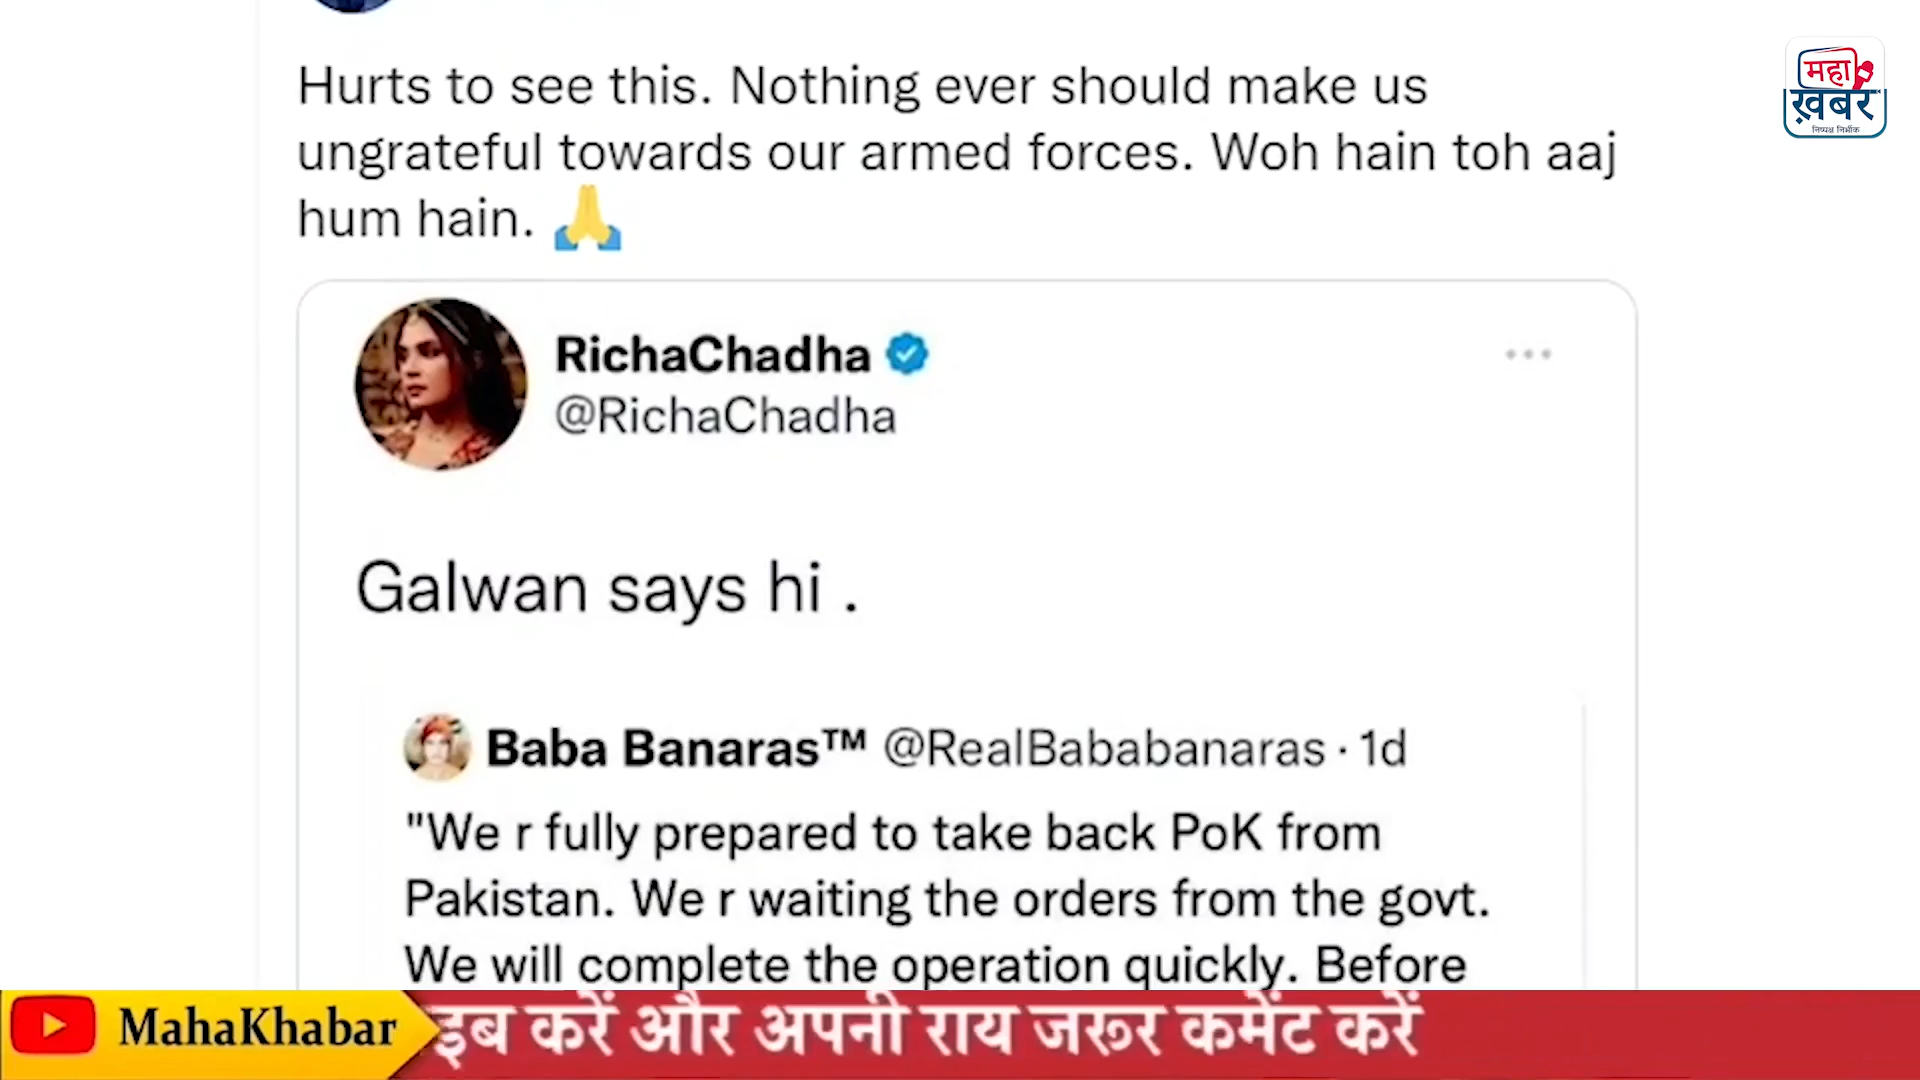 महा
ख़बर
निष्पक्ष निर्भीक
Hurts to see this. Nothing ever should make us
ungrateful towards our armed forces. Woh hain toh aaj
hum hain. 🙏
RichaChadha
@RichaChadha
Galwan says hi .
Baba Banaras™ @RealBababanaras · 1d
"We r fully prepared to take back PoK from
Pakistan. We r waiting the orders from the govt.
We will complete the operation quickly. Before
MahaKhabar
इब करें और अपनी राय जरूर कमेंट करें